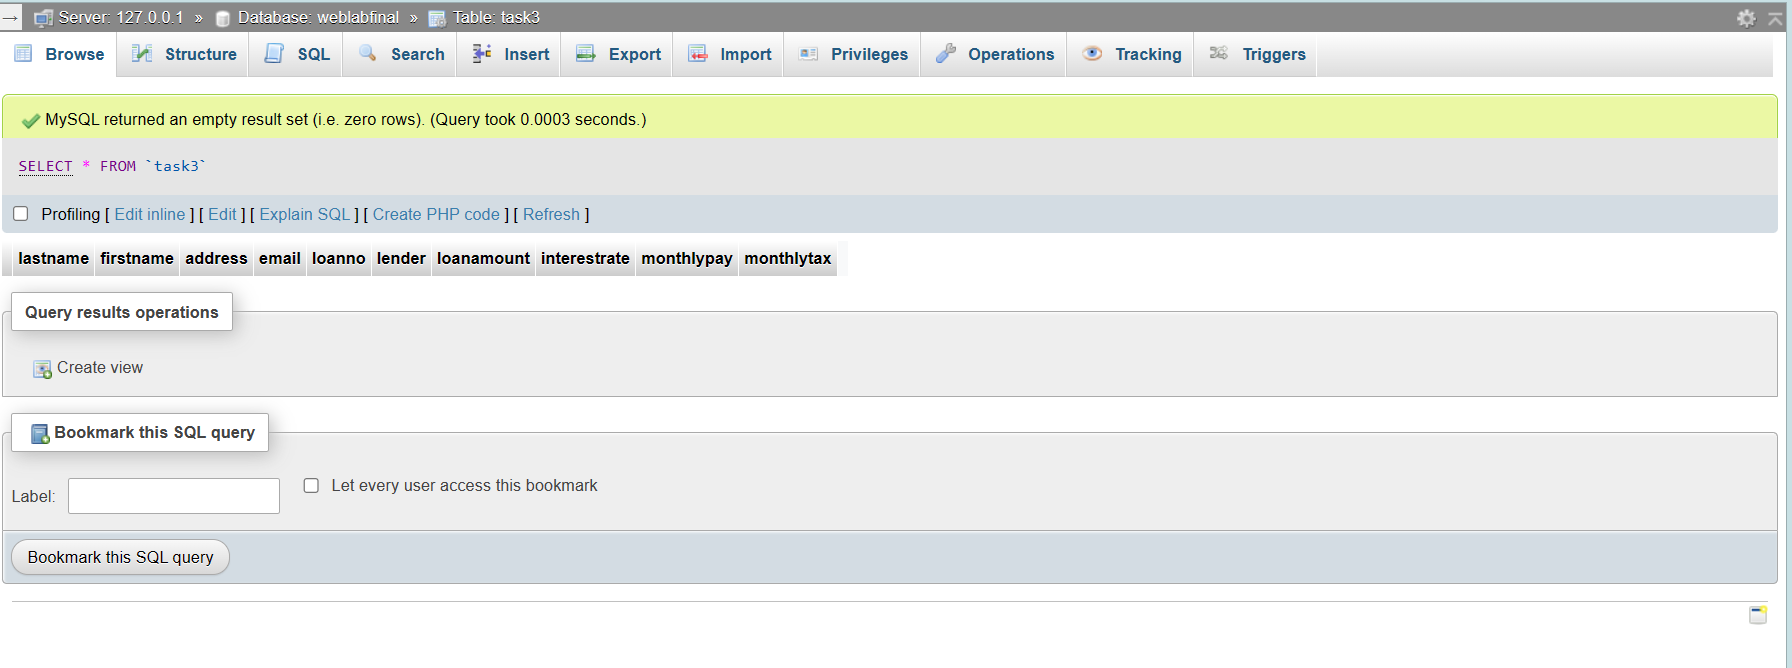 Server: 127.0.0.1 » Database: weblabfinal » Table: task3
Browse Structure SQL Search Insert Export Import Privileges Operations Tracking Triggers
MySQL returned an empty result set (i.e. zero rows). (Query took 0.0003 seconds.)
SELECT * FROM `task3`
Profiling [ Edit inline ] [ Edit ] [ Explain SQL ] [ Create PHP code ] [ Refresh ]
lastname firstname address email loanno lender loanamount interestrate monthlypay monthlytax
Query results operations
Create view
Bookmark this SQL query
Label: Let every user access this bookmark
Bookmark this SQL query